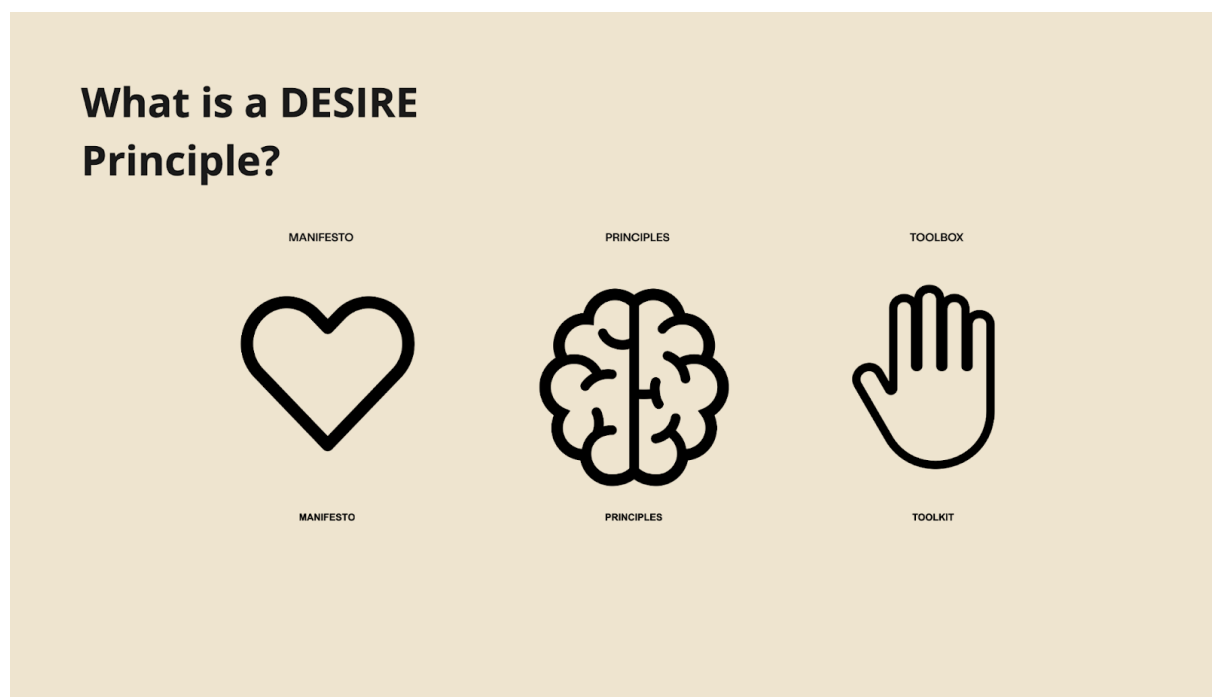 What is a DESIRE
Principle?
MANIFESTO PRINCIPLES TOOLBOX
MANIFESTO PRINCIPLES TOOLKIT